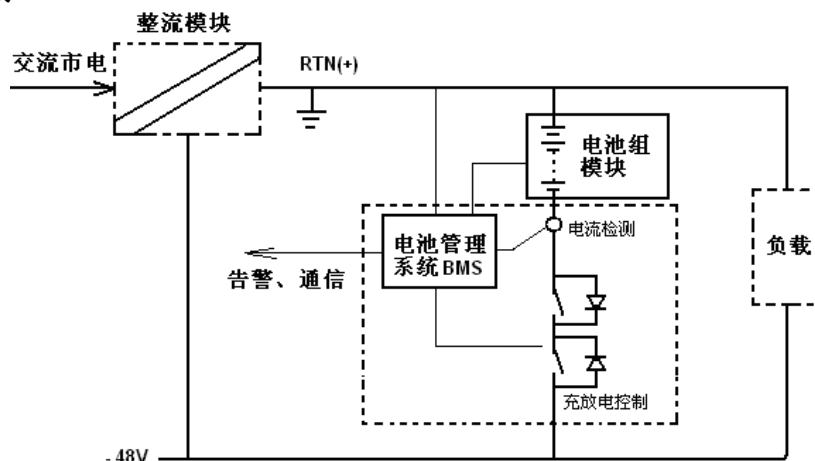 整流模块
交流市电
RTN(+)
电池组
模块
电流检测
电池管理
系统BMS
负载
告警、通信
充放电控制
-48V